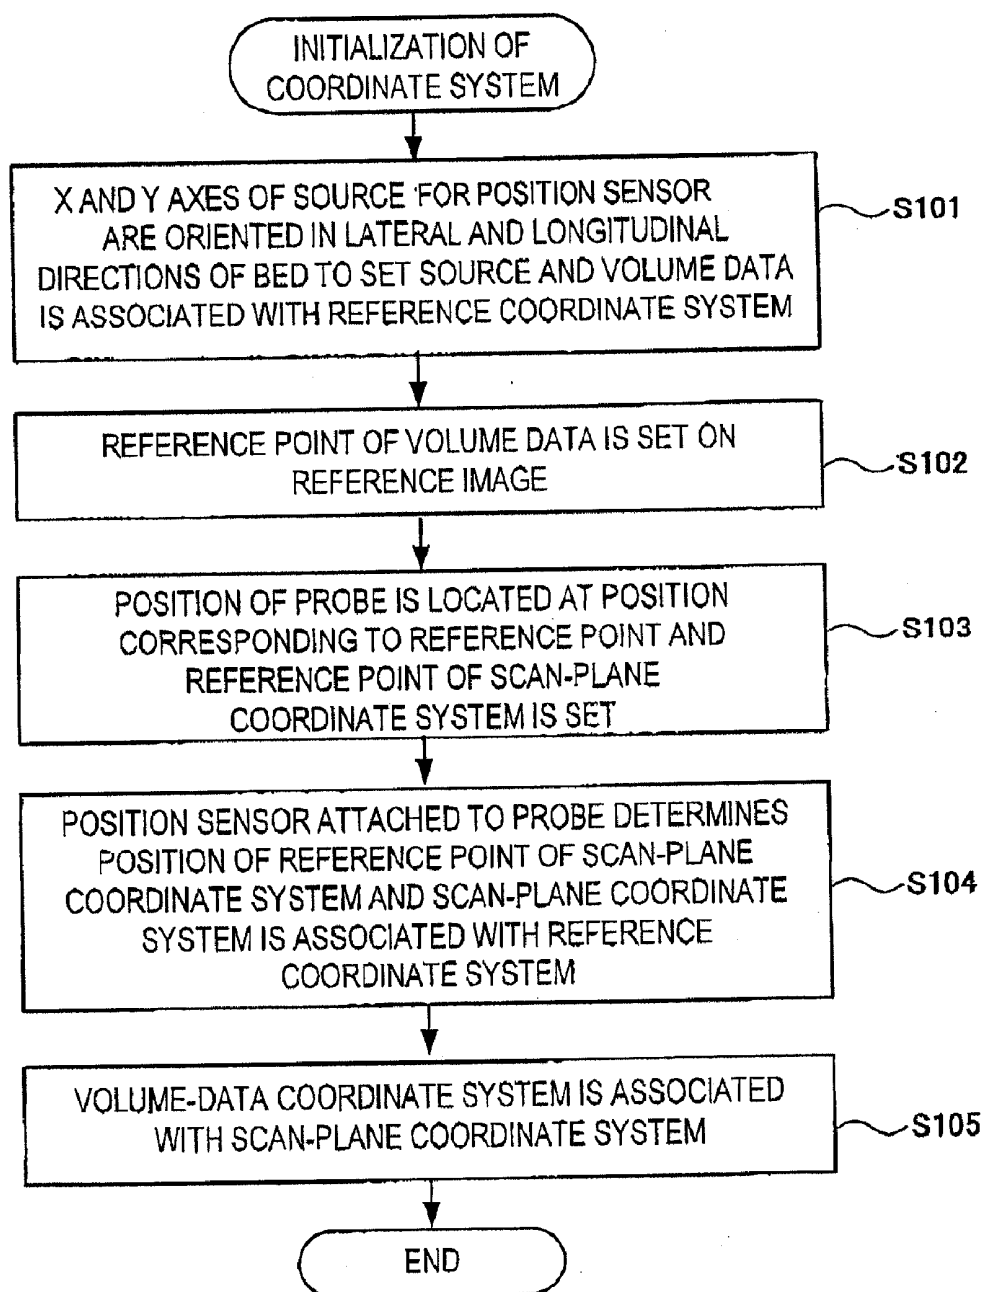 INITIALIZATION OF
COORDINATE SYSTEM
X AND Y AXES OF SOURCE FOR POSITION SENSOR
ARE ORIENTED IN LATERAL AND LONGITUDINAL
DIRECTIONS OF BED TO SET SOURCE AND VOLUME DATA
IS ASSOCIATED WITH REFERENCE COORDINATE SYSTEM
S101
REFERENCE POINT OF VOLUME DATA IS SET ON
REFERENCE IMAGE
S102
POSITION OF PROBE IS LOCATED AT POSITION
CORRESPONDING TO REFERENCE POINT AND
REFERENCE POINT OF SCAN-PLANE
COORDINATE SYSTEM IS SET
S103
POSITION SENSOR ATTACHED TO PROBE DETERMINES
POSITION OF REFERENCE POINT OF SCAN-PLANE
COORDINATE SYSTEM AND SCAN-PLANE COORDINATE
SYSTEM IS ASSOCIATED WITH REFERENCE
COORDINATE SYSTEM
S104
VOLUME-DATA COORDINATE SYSTEM IS ASSOCIATED
WITH SCAN-PLANE COORDINATE SYSTEM
S105
END